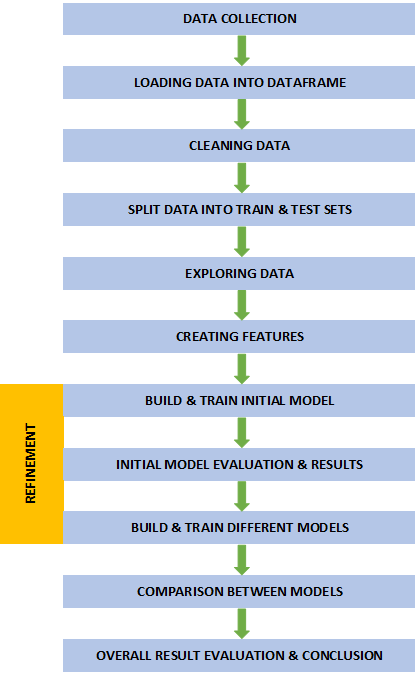 DATA COLLECTION
LOADING DATA INTO DATAFRAME
CLEANING DATA
SPLIT DATA INTO TRAIN & TEST SETS
EXPLORING DATA
CREATING FEATURES
REFINEMENT
BUILD & TRAIN INITIAL MODEL
INITIAL MODEL EVALUATION & RESULTS
BUILD & TRAIN DIFFERENT MODELS
COMPARISON BETWEEN MODELS
OVERALL RESULT EVALUATION & CONCLUSION